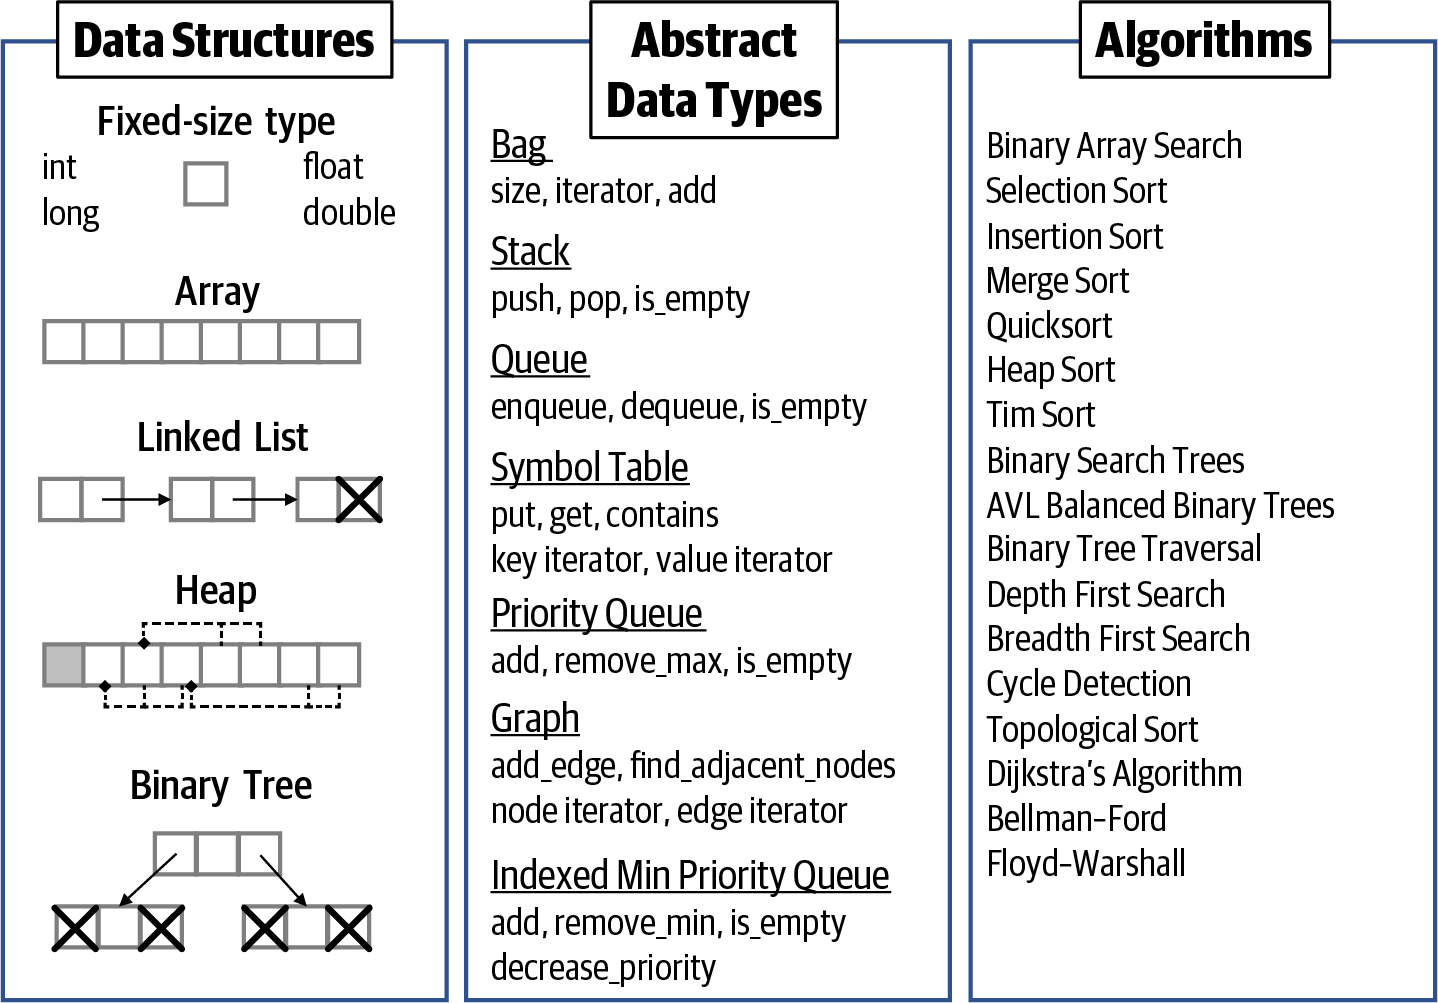 Data Structures
Fixed-size type
int
float
long
double
Array
Linked List
Heap
Binary Tree
Abstract
Data Types
Bag
size, iterator, add
Stack
push, pop, is_empty
Queue
enqueue, dequeue, is_empty
Symbol Table
put, get, contains
key iterator, value iterator
Priority Queue
add, remove_max, is_empty
Graph
add_edge, find_adjacent_nodes
node iterator, edge iterator
Indexed Min Priority Queue
add, remove_min, is_empty
decrease_priority
Algorithms
Binary Array Search
Selection Sort
Insertion Sort
Merge Sort
Quicksort
Heap Sort
Tim Sort
Binary Search Trees
AVL Balanced Binary Trees
Binary Tree Traversal
Depth First Search
Breadth First Search
Cycle Detection
Topological Sort
Dijkstra’s Algorithm
Bellman–Ford
Floyd–Warshall